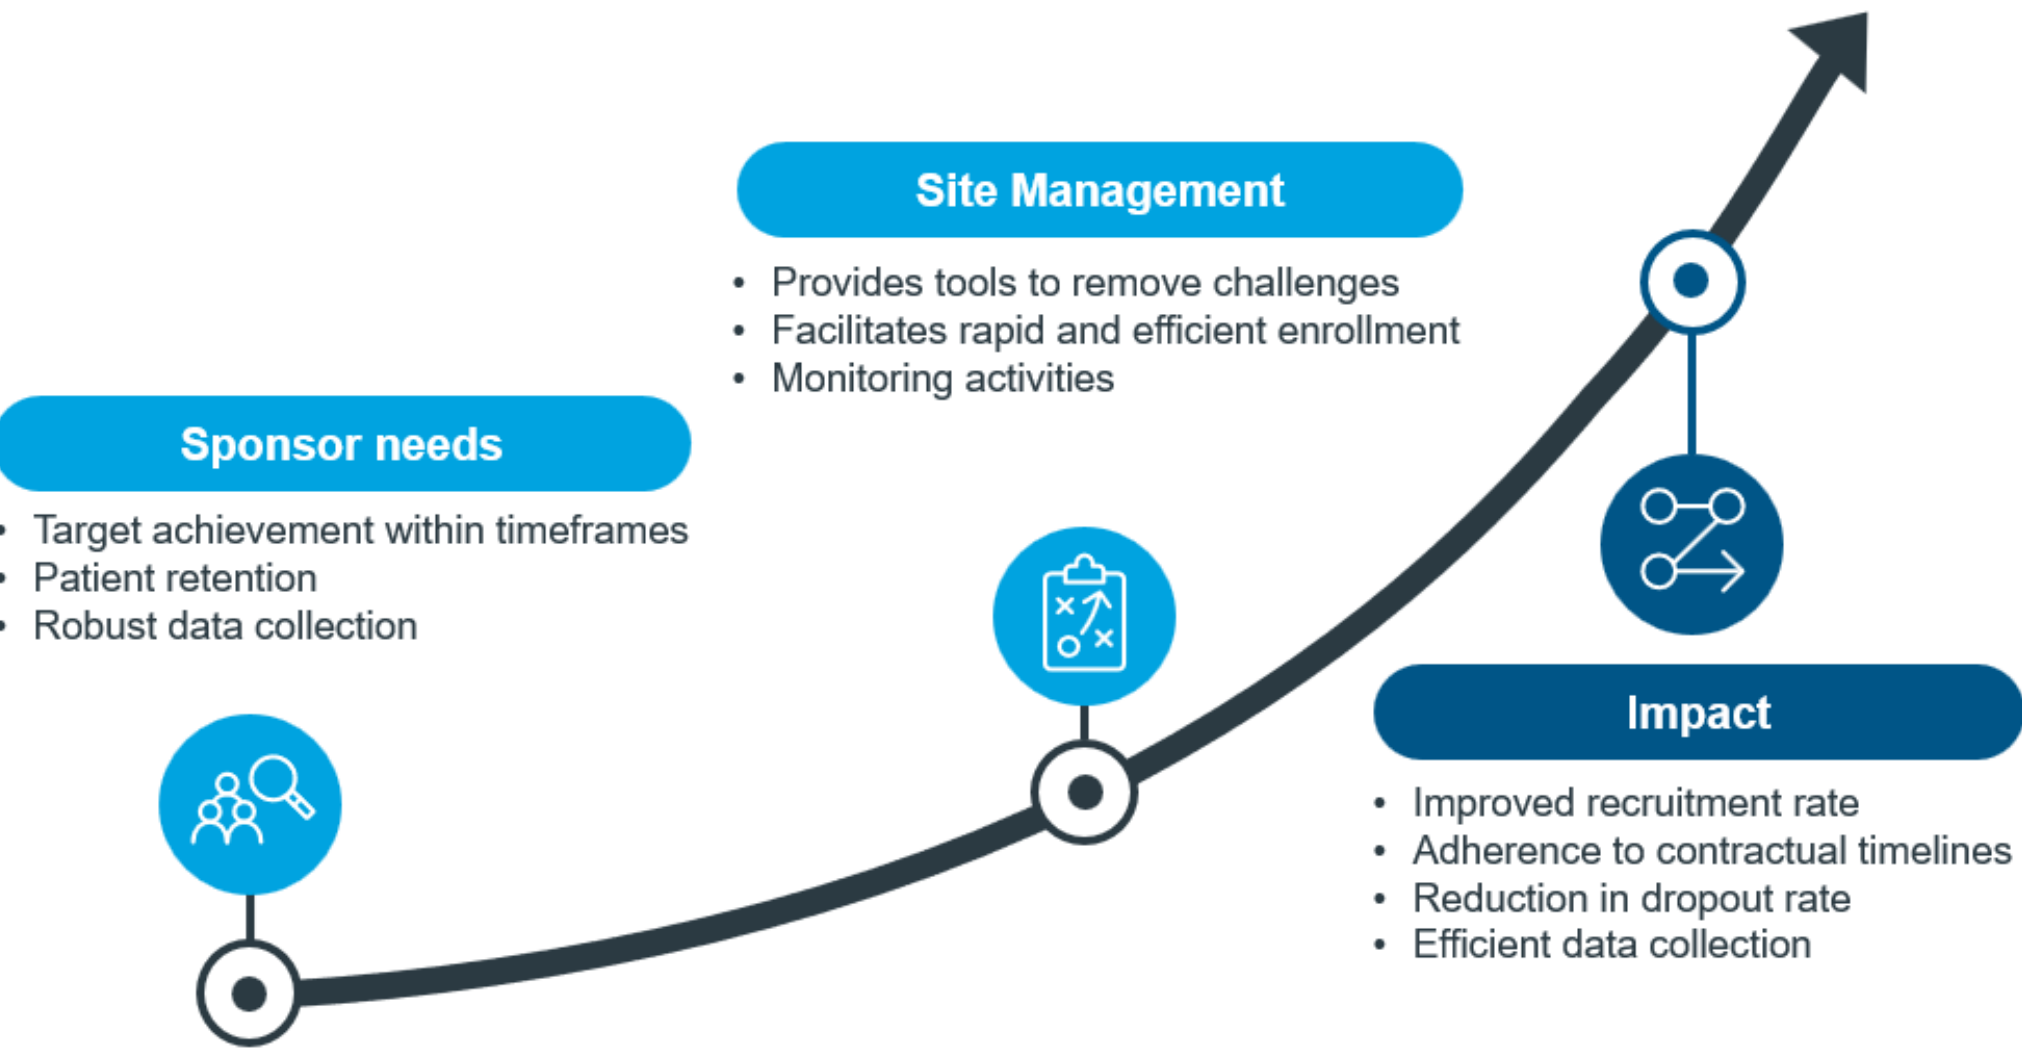 Site Management
• Provides tools to remove challenges
• Facilitates rapid and efficient enrollment
• Monitoring activities
Sponsor needs
• Target achievement within timeframes
• Patient retention
• Robust data collection
Impact
• Improved recruitment rate
• Adherence to contractual timelines
• Reduction in dropout rate
• Efficient data collection